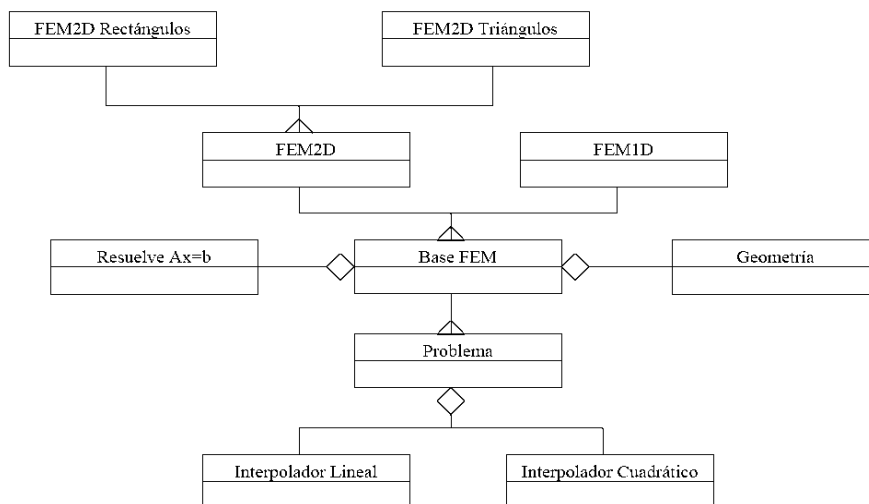 FEM2D Rectángulos
FEM2D Triángulos
FEM2D
FEM1D
Resuelve Ax=b
Base FEM
Geometría
Problema
Interpolador Lineal
Interpolador Cuadrático